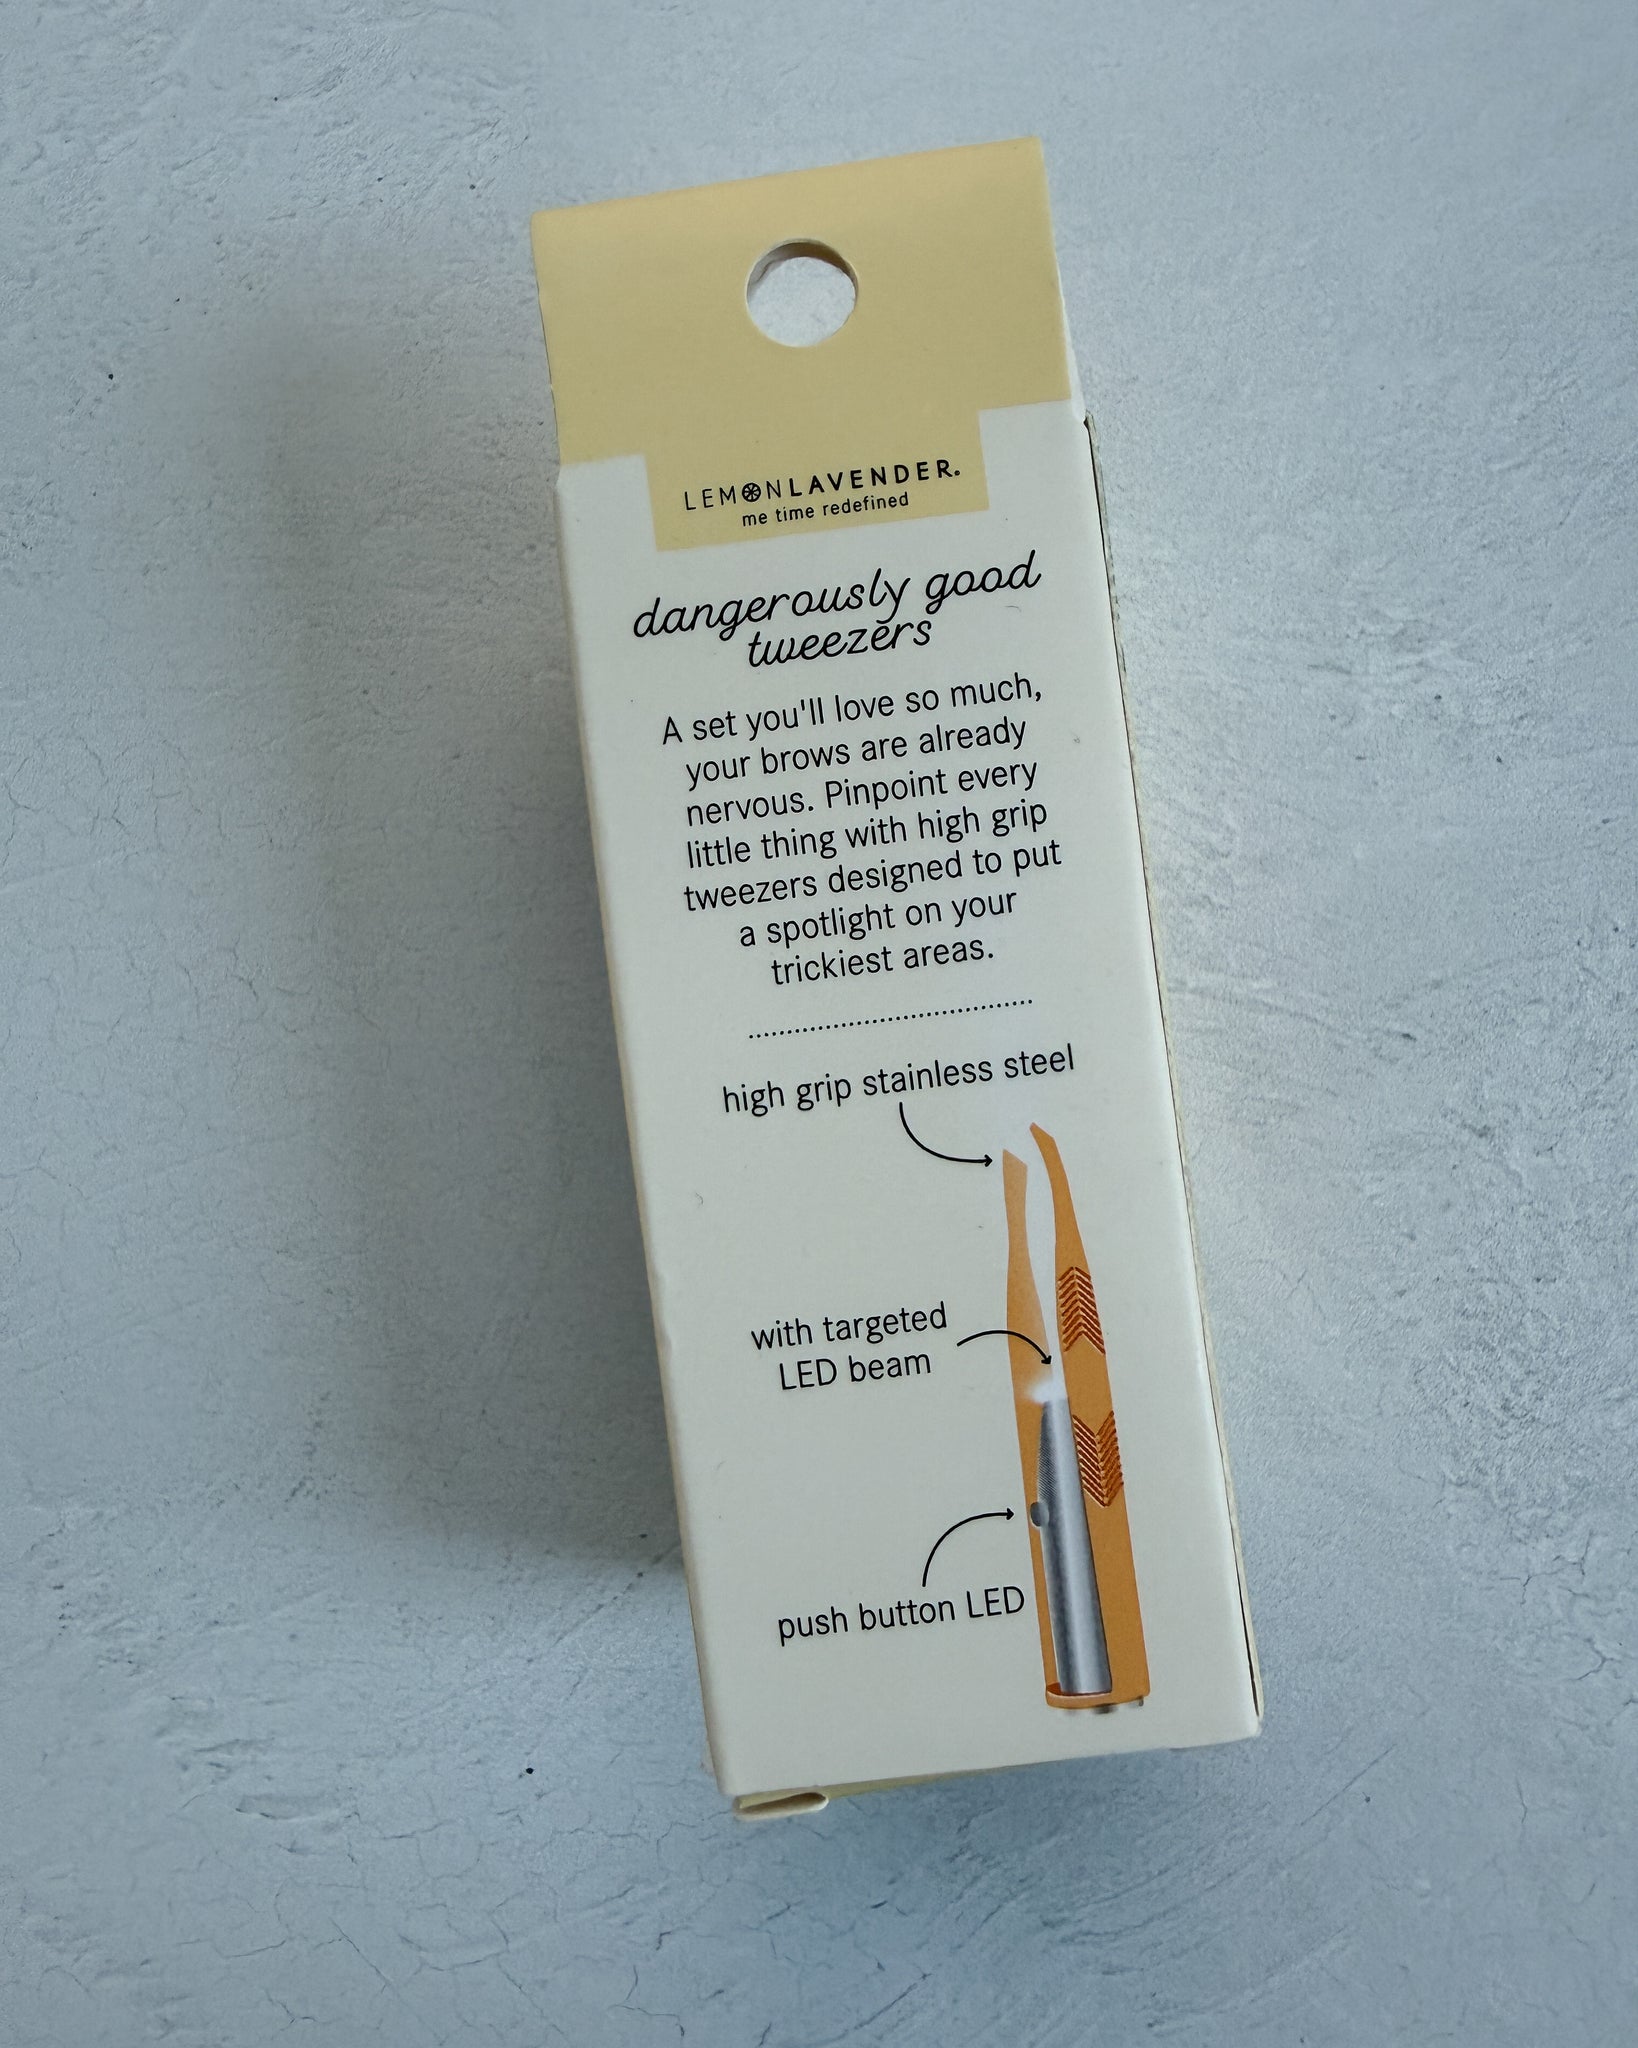 LEMONLAVENDER.
me time redefined
dangerously good
tweezers
A set you'll love so much,
your brows are already
nervous. Pinpoint every
little thing with high grip
tweezers designed to put
a spotlight on your
trickiest areas.
high grip stainless steel
with targeted
LED beam
push button LED